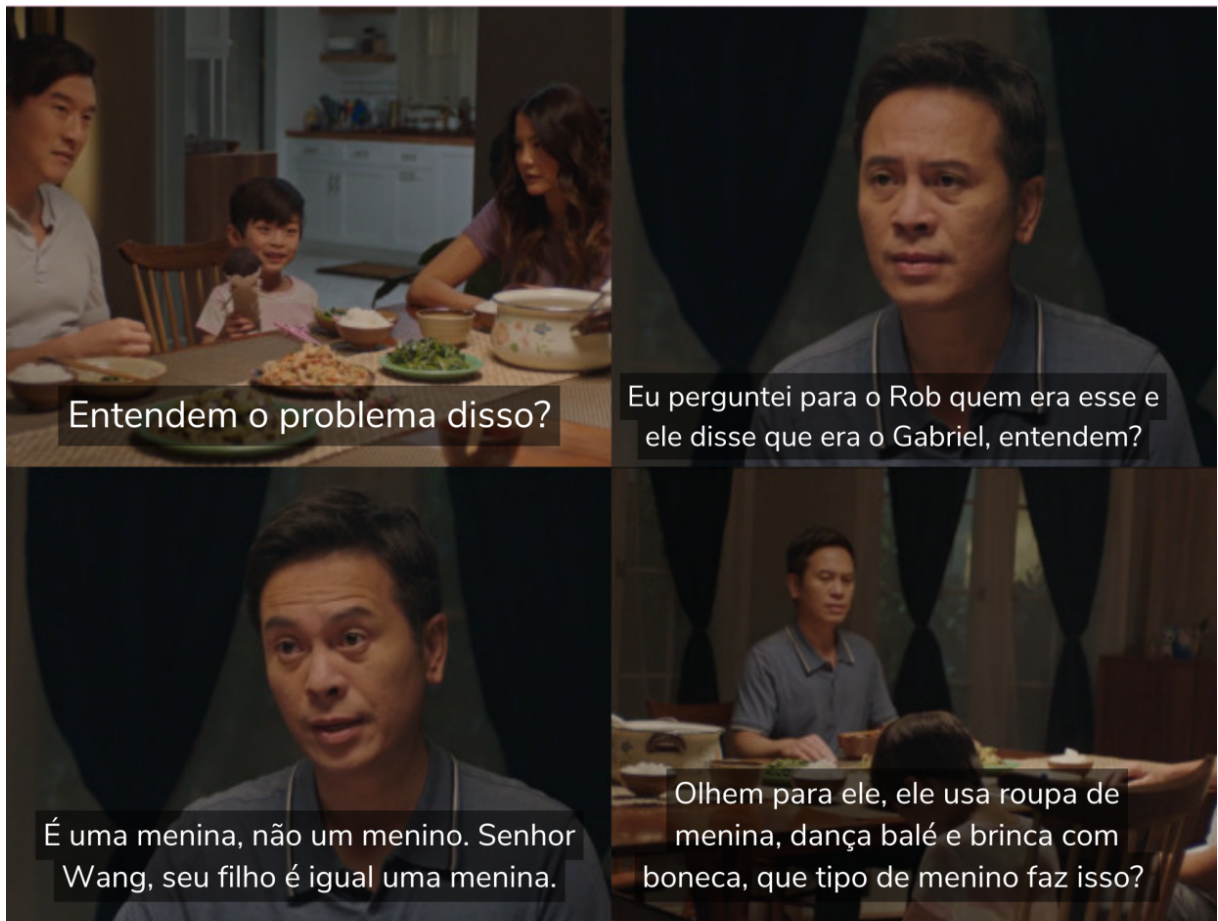 Entendem o problema disso?
Eu perguntei para o Rob quem era esse e
ele disse que era o Gabriel, entendem?
É uma menina, não um menino. Senhor
Wang, seu filho é igual uma menina.
Olhem para ele, ele usa roupa de
menina, dança balé e brinca com
boneca, que tipo de menino faz isso?